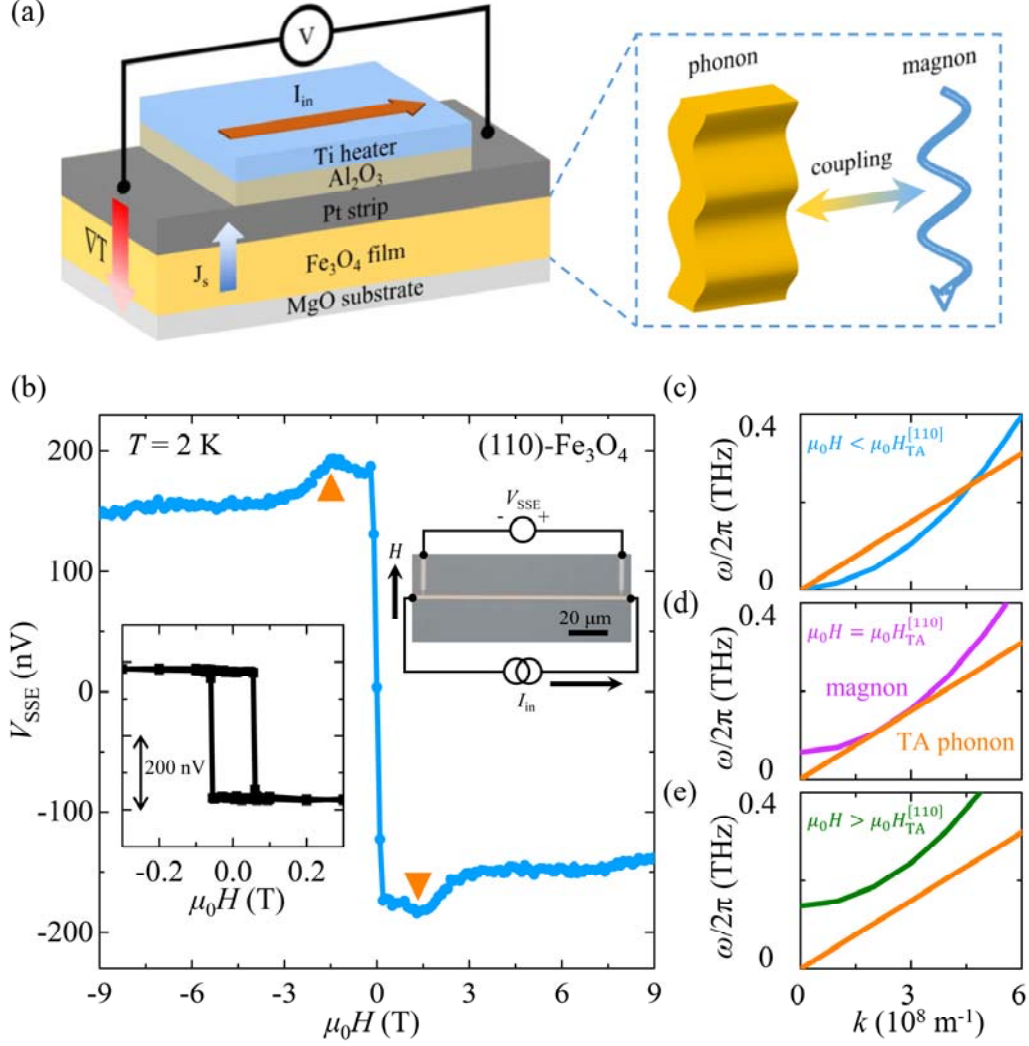 (a)
V
I_in
Ti heater
Al₂O₃
Pt strip
∇T
J_s
Fe₃O₄ film
MgO substrate
phonon
magnon
coupling
(b)
T = 2 K
(110)-Fe₃O₄
V_SSE
- +
H
20 μm
I_in
V_SSE (nV)
200
100
0
-100
-200
200 nV
-0.2 0.0 0.2
μ₀H (T)
-9 -6 -3 0 3 6 9
μ₀H (T)
(c)
μ₀H < μ₀H_TA^[110]
0.4
0
ω/2π (THz)
(d)
μ₀H = μ₀H_TA^[110]
magnon
TA phonon
0.4
0
ω/2π (THz)
(e)
μ₀H > μ₀H_TA^[110]
0.4
0
ω/2π (THz)
0 3 6
k (10⁸ m⁻¹)